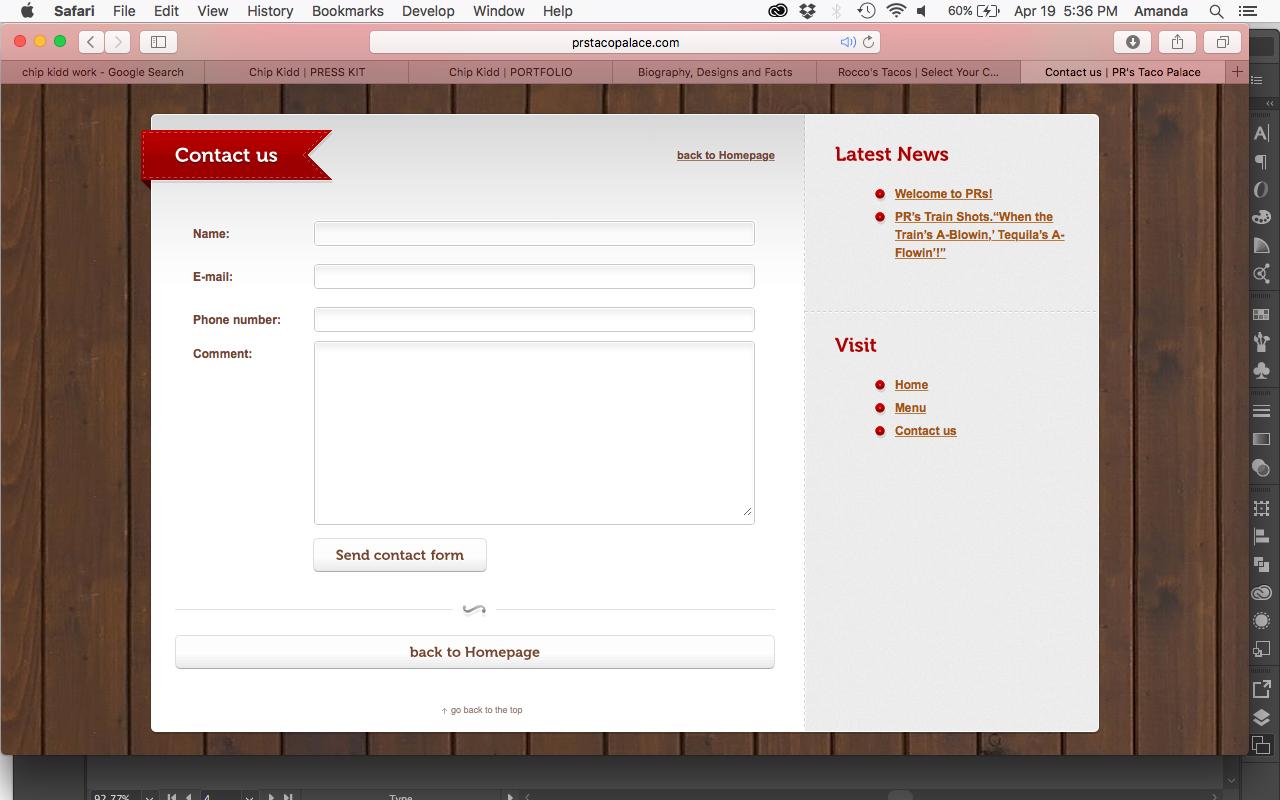 Safari File Edit View History Bookmarks Develop Window Help 60% Apr 19 5:36 PM Amanda
prstacopalace.com
chip kidd work - Google Search Chip Kidd | PRESS KIT Chip Kidd | PORTFOLIO Biography, Designs and Facts Rocco's Tacos | Select Your C... Contact us | PR's Taco Palace
Contact us
back to Homepage
Name:
E-mail:
Phone number:
Comment:
Send contact form
back to Homepage
go back to the top
Latest News
Welcome to PRs!
PR’s Train Shots.“When the
Train’s A-Blowin,’ Tequila’s A-
Flowin’!”
Visit
Home
Menu
Contact us
92.77% 4 Type